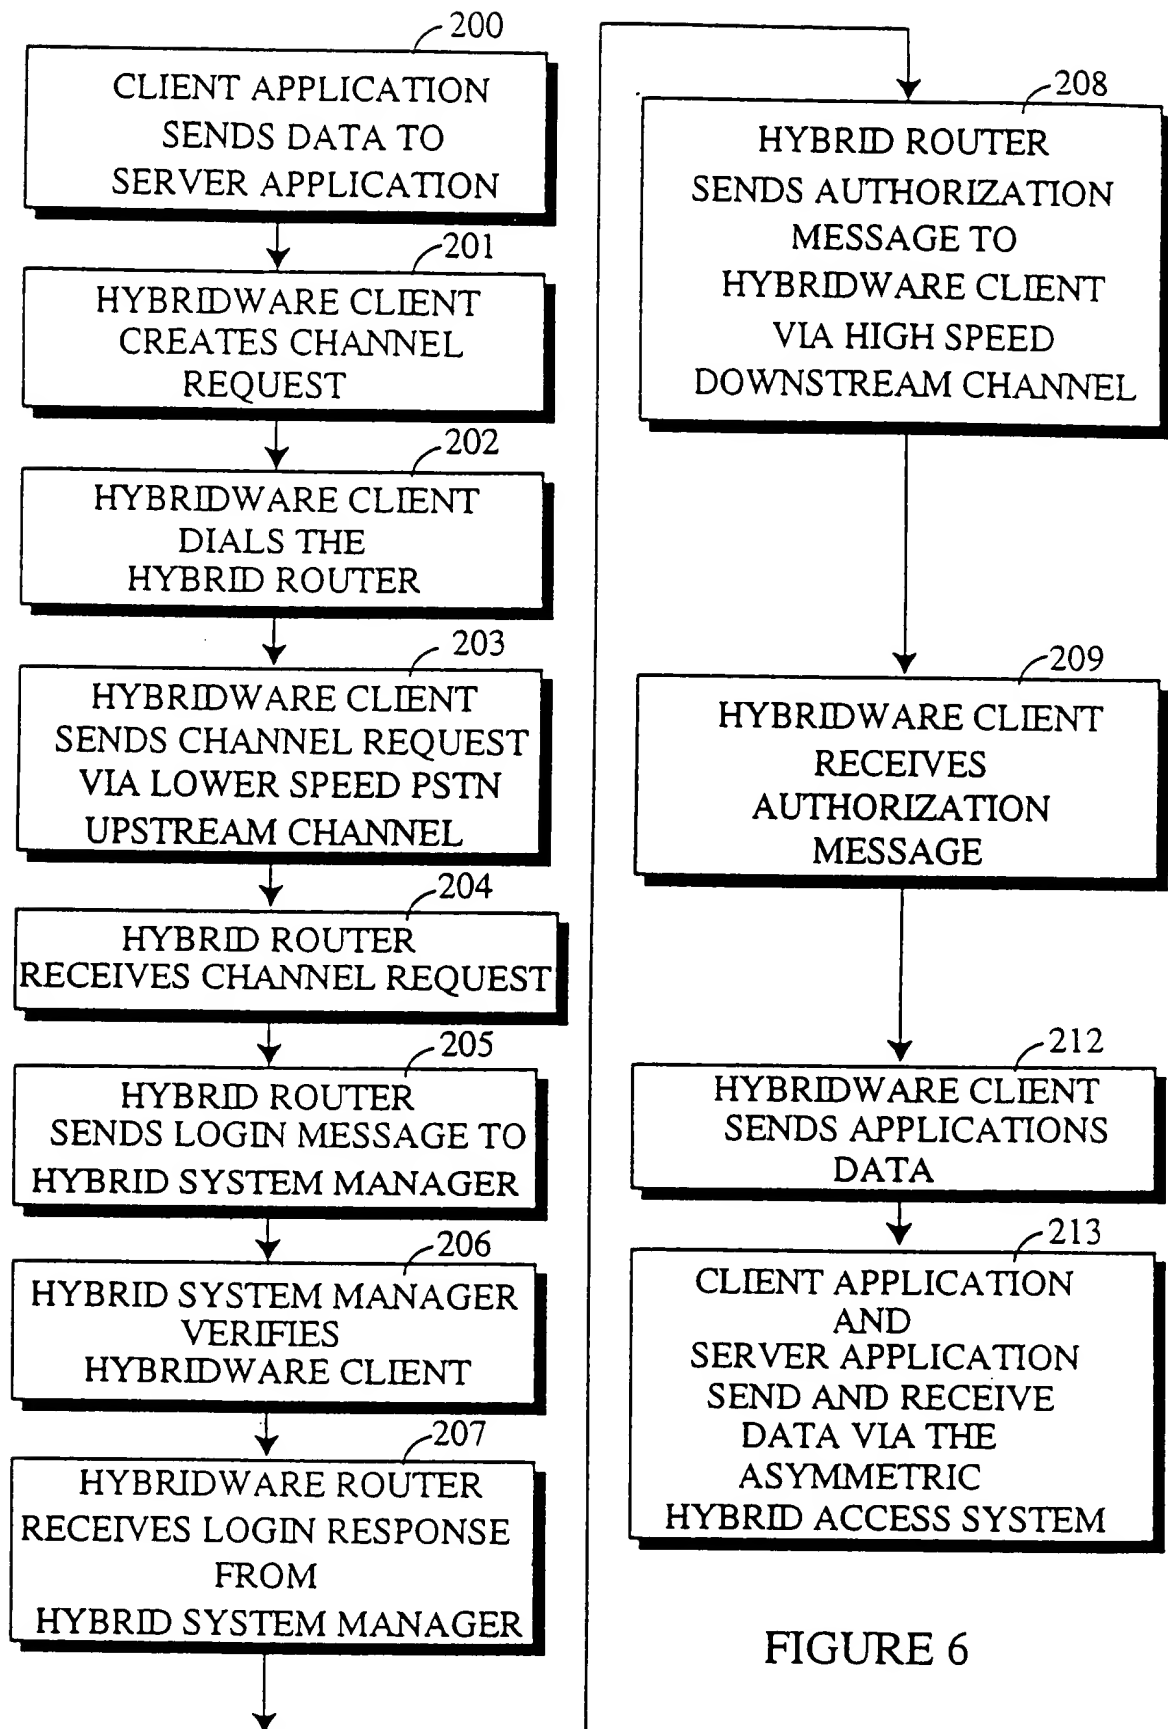 200
CLIENT APPLICATION
SENDS DATA TO
SERVER APPLICATION
201
HYBRIDWARE CLIENT
CREATES CHANNEL
REQUEST
202
HYBRIDWARE CLIENT
DIALS THE
HYBRID ROUTER
203
HYBRIDWARE CLIENT
SENDS CHANNEL REQUEST
VIA LOWER SPEED PSTN
UPSTREAM CHANNEL
204
HYBRID ROUTER
RECEIVES CHANNEL REQUEST
205
HYBRID ROUTER
SENDS LOGIN MESSAGE TO
HYBRID SYSTEM MANAGER
206
HYBRID SYSTEM MANAGER
VERIFIES
HYBRIDWARE CLIENT
207
HYBRIDWARE ROUTER
RECEIVES LOGIN RESPONSE
FROM
HYBRID SYSTEM MANAGER
208
HYBRID ROUTER
SENDS AUTHORIZATION
MESSAGE TO
HYBRIDWARE CLIENT
VIA HIGH SPEED
DOWNSTREAM CHANNEL
209
HYBRIDWARE CLIENT
RECEIVES
AUTHORIZATION
MESSAGE
212
HYBRIDWARE CLIENT
SENDS APPLICATIONS
DATA
213
CLIENT APPLICATION
AND
SERVER APPLICATION
SEND AND RECEIVE
DATA VIA THE
ASYMMETRIC
HYBRID ACCESS SYSTEM
FIGURE 6